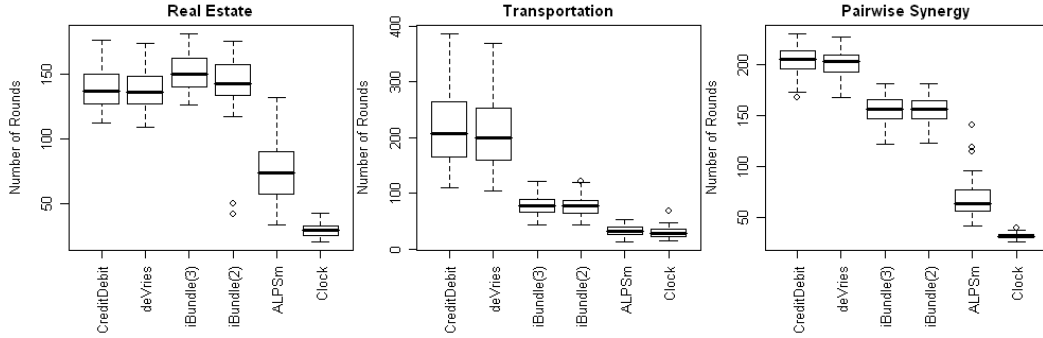 Real Estate
Number of Rounds
150
100
50
CreditDebit
deVries
iBundle(3)
iBundle(2)
ALPSm
Clock
Transportation
Number of Rounds
400
300
200
100
0
CreditDebit
deVries
iBundle(3)
iBundle(2)
ALPSm
Clock
Pairwise Synergy
Number of Rounds
200
150
100
50
CreditDebit
deVries
iBundle(3)
iBundle(2)
ALPSm
Clock